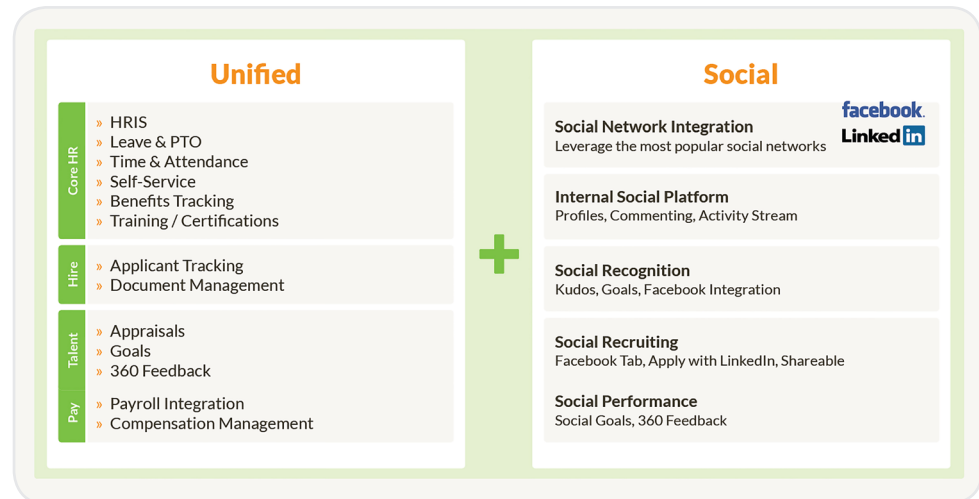 Unified
Core HR
» HRIS
» Leave & PTO
» Time & Attendance
» Self-Service
» Benefits Tracking
» Training / Certifications
Hire
» Applicant Tracking
» Document Management
Talent
» Appraisals
» Goals
» 360 Feedback
Pay
» Payroll Integration
» Compensation Management
+
Social
Social Network Integration
Leverage the most popular social networks
facebook.
Linked in
Internal Social Platform
Profiles, Commenting, Activity Stream
Social Recognition
Kudos, Goals, Facebook Integration
Social Recruiting
Facebook Tab, Apply with LinkedIn, Shareable
Social Performance
Social Goals, 360 Feedback